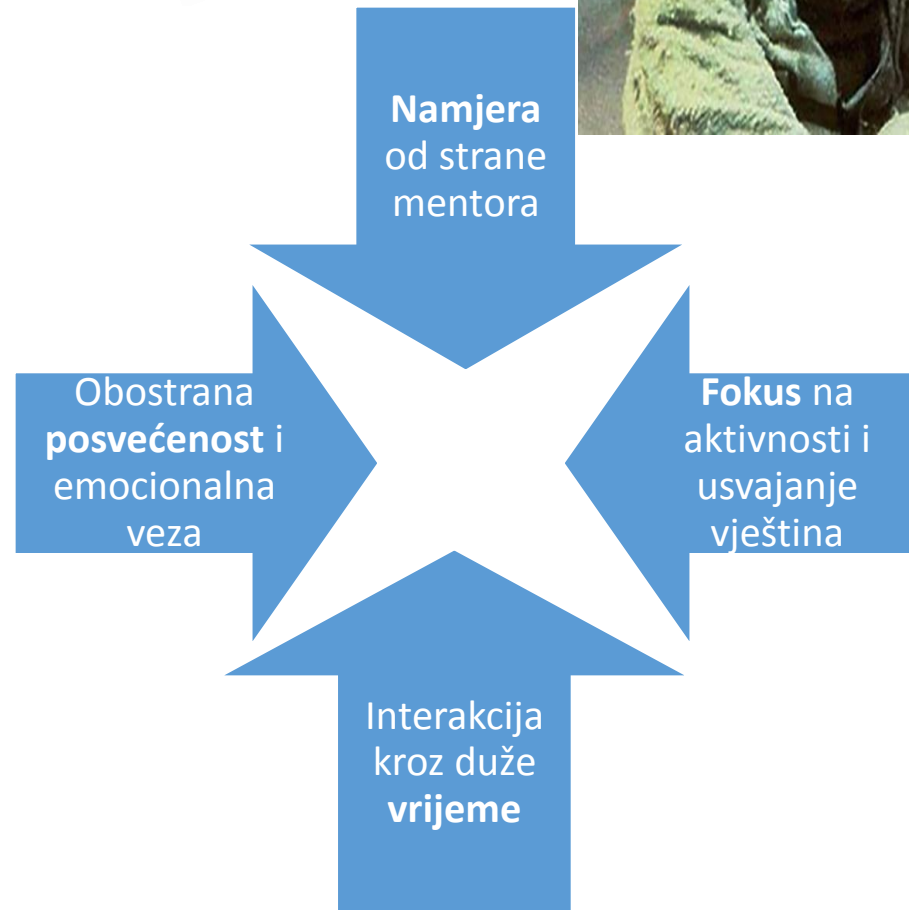 Namjera
od strane
mentora
Obostrana
posvećenost i
emocionalna
veza
Fokus na
aktivnosti i
usvajanje
vještina
Interakcija
kroz duže
vrijeme